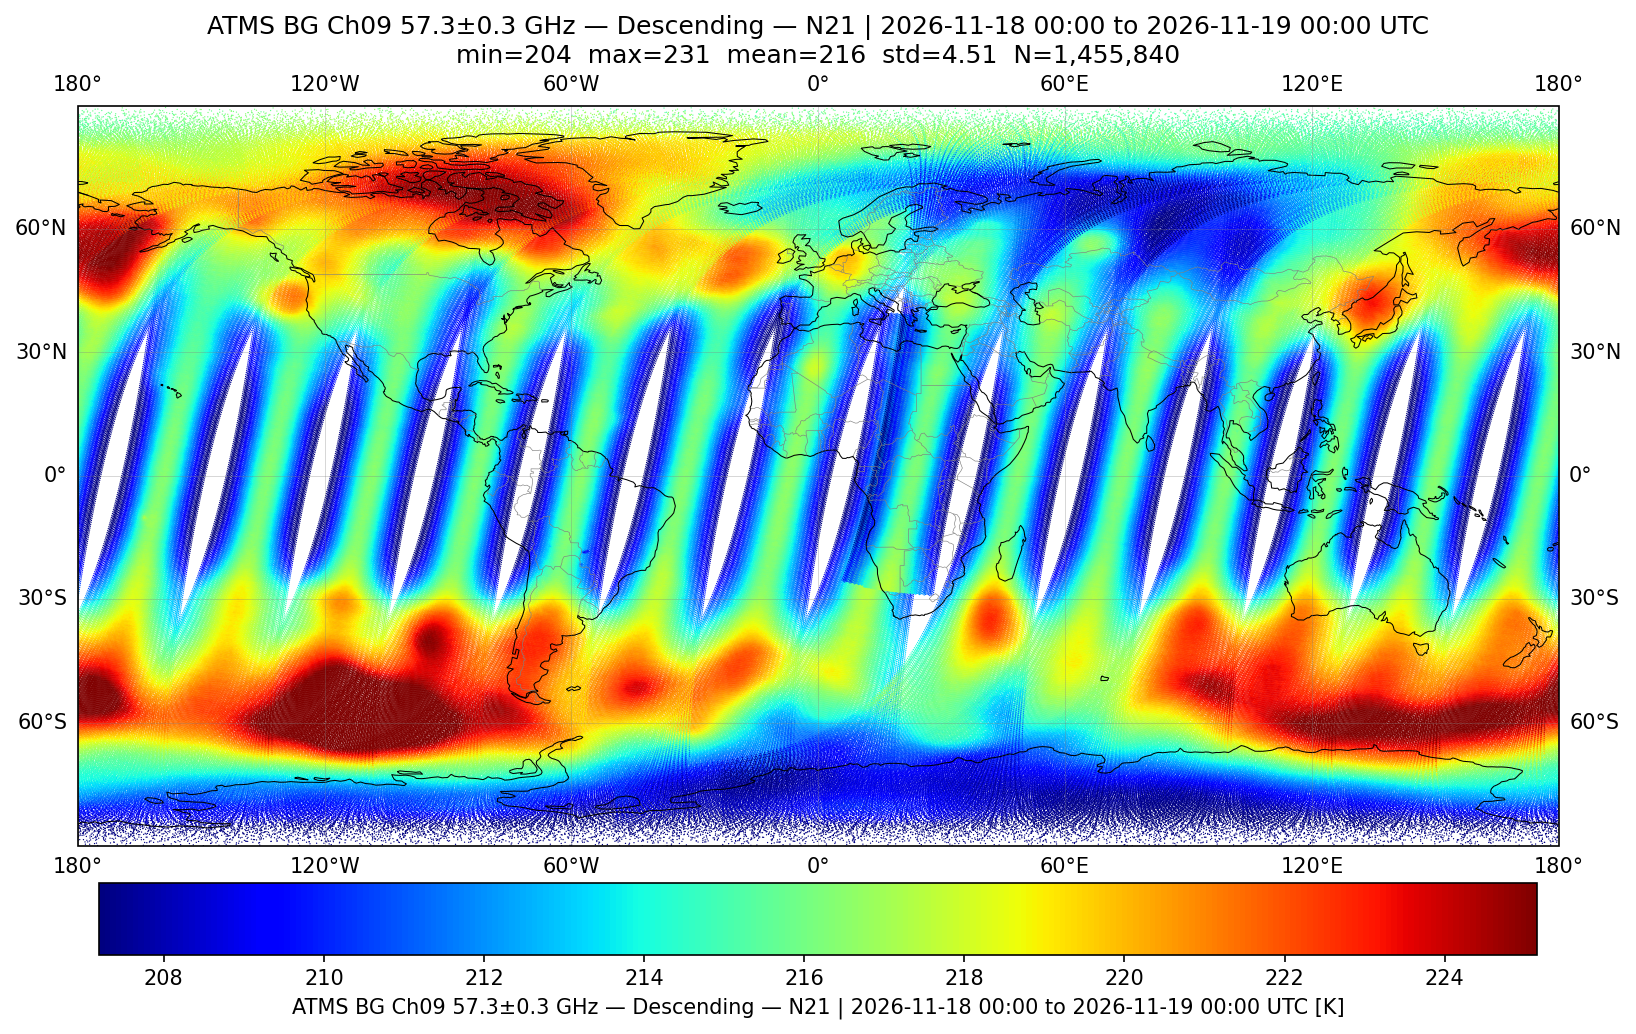 ATMS BG Ch09 57.3±0.3 GHz — Descending — N21 | 2026-11-18 00:00 to 2026-11-19 00:00 UTC
min=204  max=231  mean=216  std=4.51  N=1,455,840
180° 120°W 60°W 0° 60°E 120°E 180°
60°N 60°N
30°N 30°N
0° 0°
30°S 30°S
60°S 60°S
180° 120°W 60°W 0° 60°E 120°E 180°
208 210 212 214 216 218 220 222 224
ATMS BG Ch09 57.3±0.3 GHz — Descending — N21 | 2026-11-18 00:00 to 2026-11-19 00:00 UTC [K]